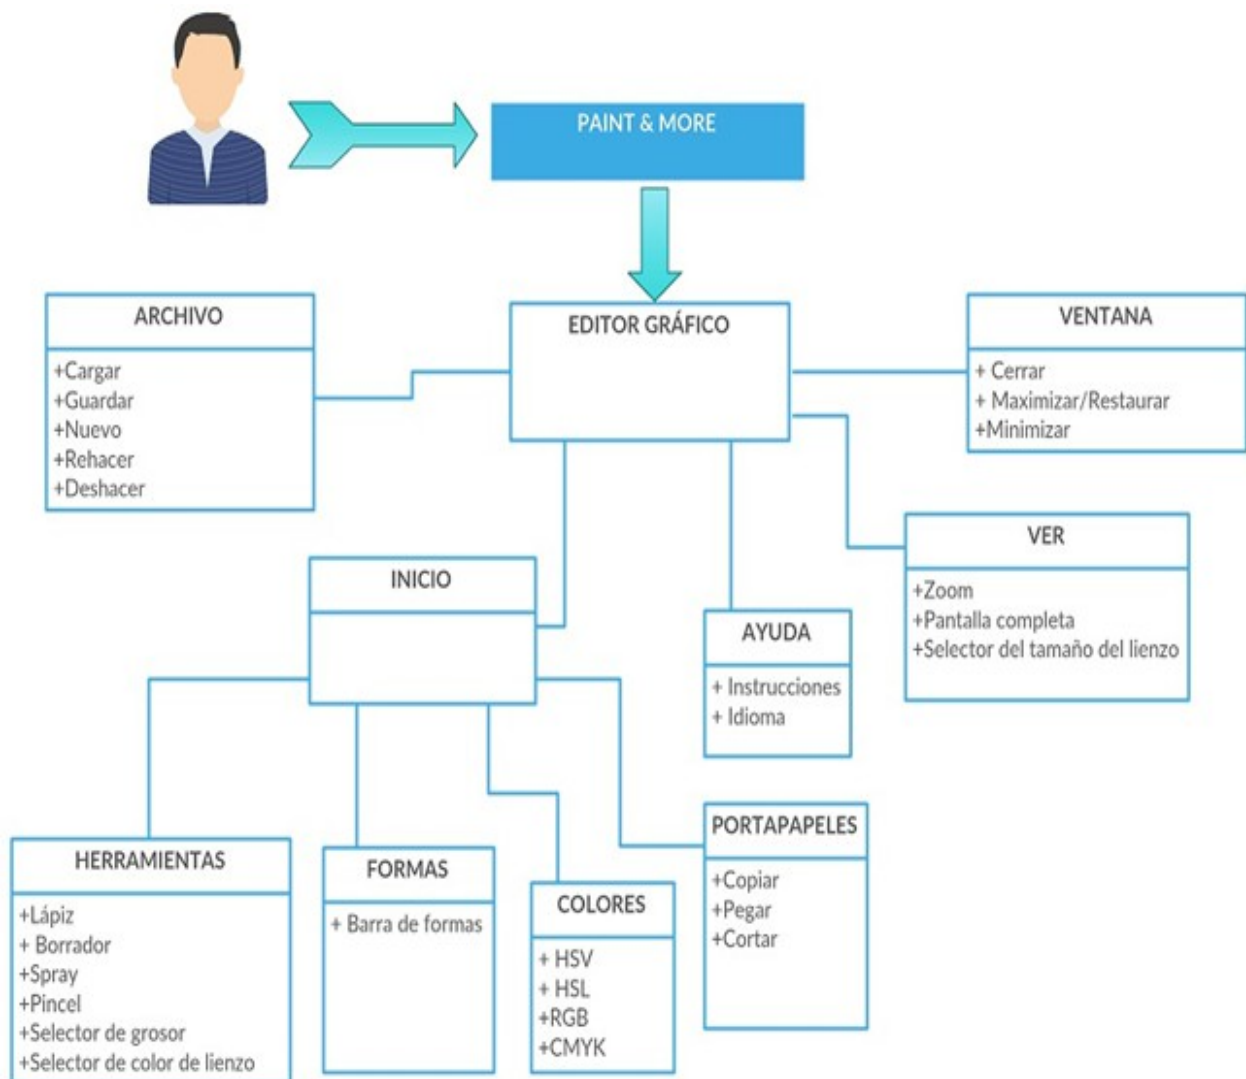 PAINT & MORE
EDITOR GRÁFICO
ARCHIVO
+Cargar
+Guardar
+Nuevo
+Rehacer
+Deshacer
VENTANA
+ Cerrar
+ Maximizar/Restaurar
+Minimizar
VER
+Zoom
+Pantalla completa
+Selector del tamaño del lienzo
INICIO
AYUDA
+ Instrucciones
+ Idioma
HERRAMIENTAS
+Lápiz
+ Borrador
+Spray
+Pincel
+Selector de grosor
+Selector de color de lienzo
FORMAS
+ Barra de formas
COLORES
+ HSV
+ HSL
+RGB
+CMYK
PORTAPAPELES
+Copiar
+Pegar
+Cortar